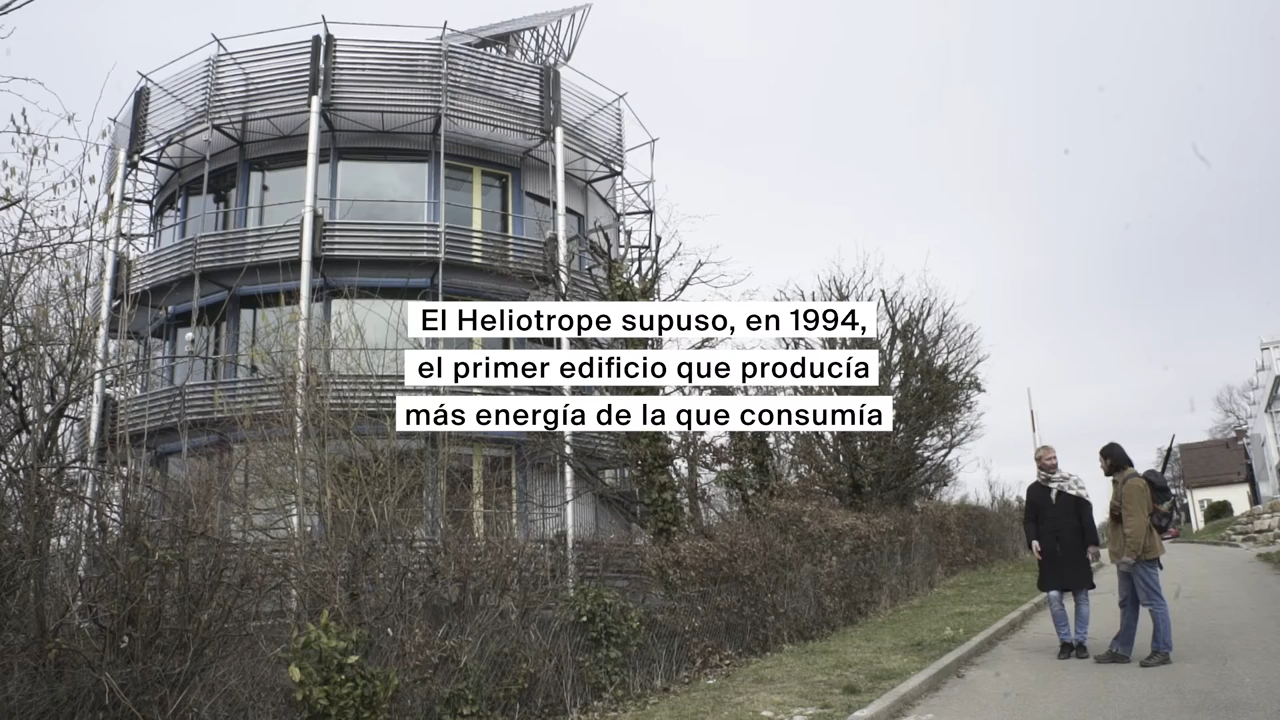 El Heliotrope supuso, en 1994,
el primer edificio que producía
más energía de la que consumía